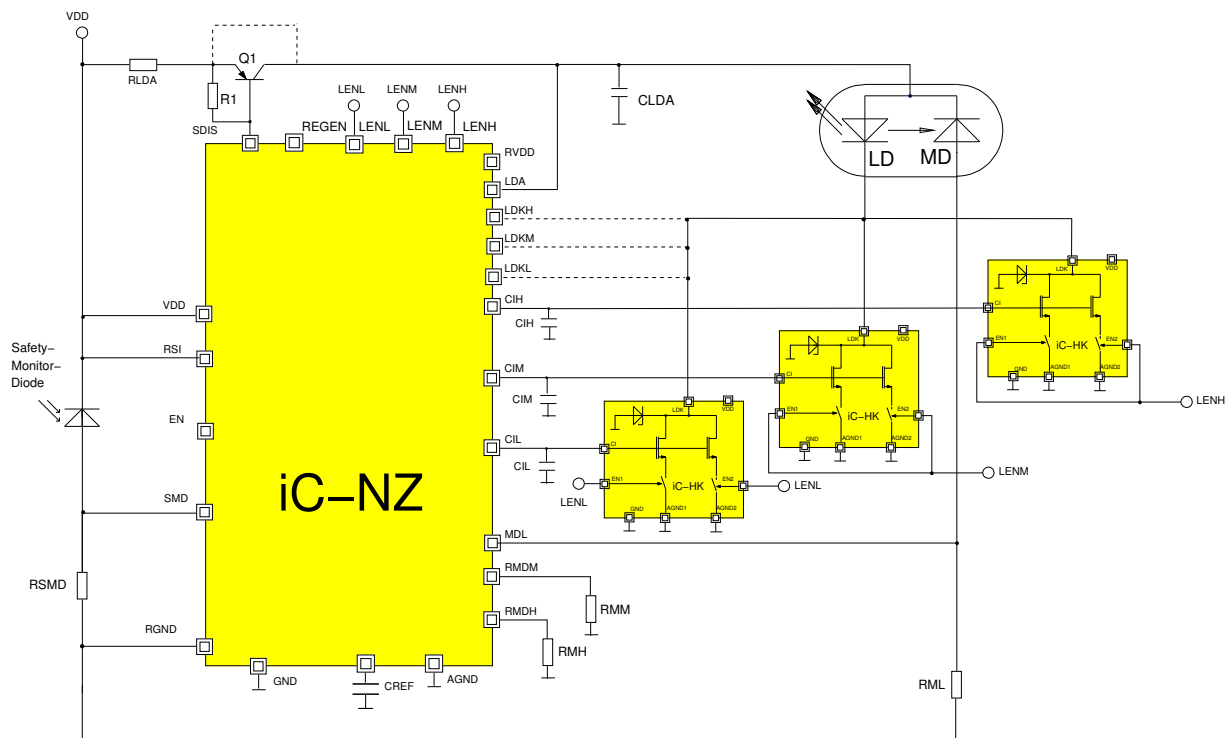 VDD
RLDA
Q1
R1
SDIS
REGEN
LENL
LENM
LENH
LENL
LENM
LENH
CLDA
LD
MD
RVDD
LDA
LDKH
LDKM
LDKL
CIH
CIH
CIM
CIM
CIL
CIL
VDD
RSI
Safety–
Monitor–
Diode
EN
SMD
RSMD
RGND
iC–NZ
LDK
VDD
CI
EN1
iC–HK
EN2
GND
AGND1
AGND2
LENH
LDK
VDD
CI
EN1
iC–HK
EN2
GND
AGND1
AGND2
LENM
LDK
VDD
CI
EN1
iC–HK
EN2
GND
AGND1
AGND2
LENL
LENL
MDL
RMDM
RMM
RMDH
RMH
RML
GND
CREF
AGND